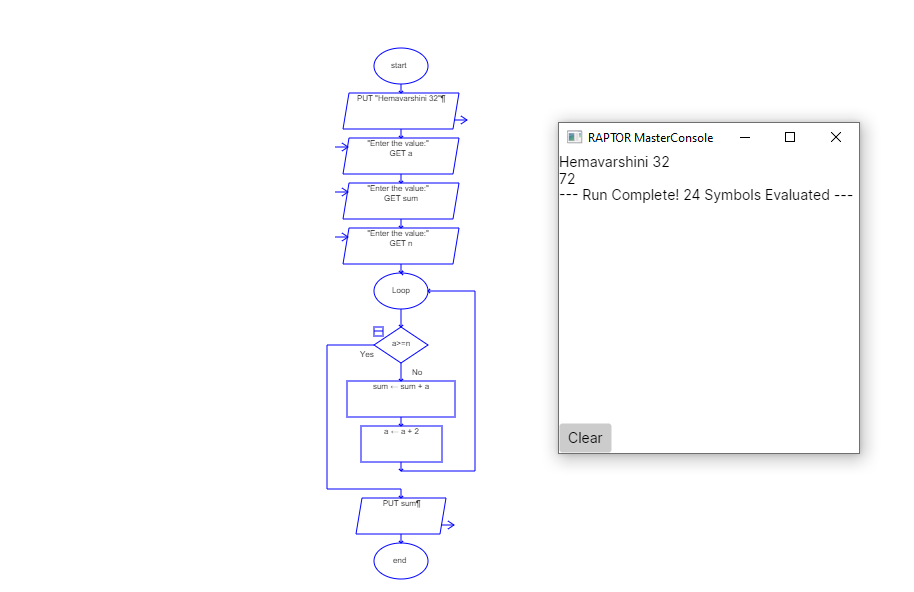 start
PUT "Hemavarshini 32"¶
"Enter the value:"
GET a
"Enter the value:"
GET sum
"Enter the value:"
GET n
Loop
a>=n
Yes
No
sum ← sum + a
a ← a + 2
PUT sum¶
end
RAPTOR MasterConsole
Hemavarshini 32
72
--- Run Complete! 24 Symbols Evaluated ---
Clear